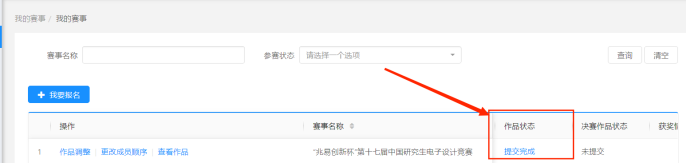 我的赛事 / 我的赛事
赛事名称 参赛状态 请选择一个选项 查询 清空
+ 我要报名
操作 赛事名称 作品状态 决赛作品状态 获奖
1 作品调整 更改成员顺序 查看作品 "兆易创新杯"第十七届中国研究生电子设计竞赛 提交完成 未提交